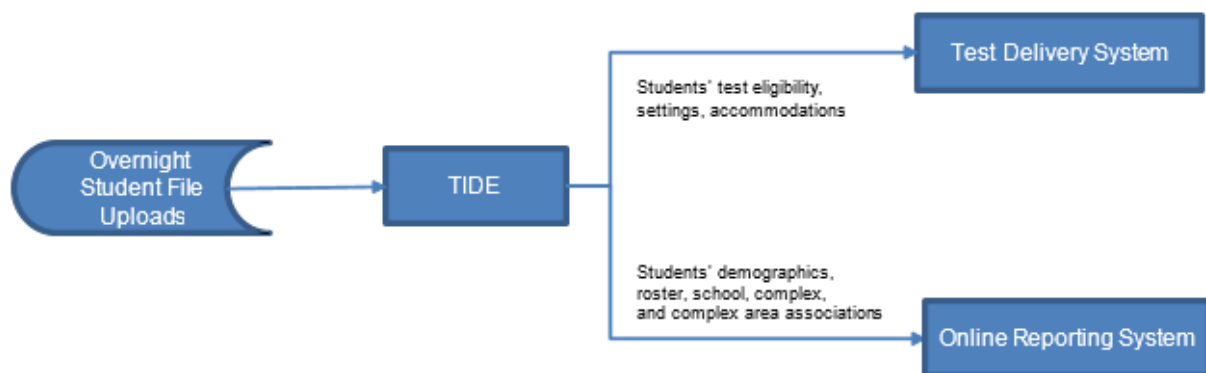 Overnight
Student File
Uploads
TIDE
Students' test eligibility,
settings, accommodations
Test Delivery System
Students' demographics,
roster, school, complex,
and complex area associations
Online Reporting System